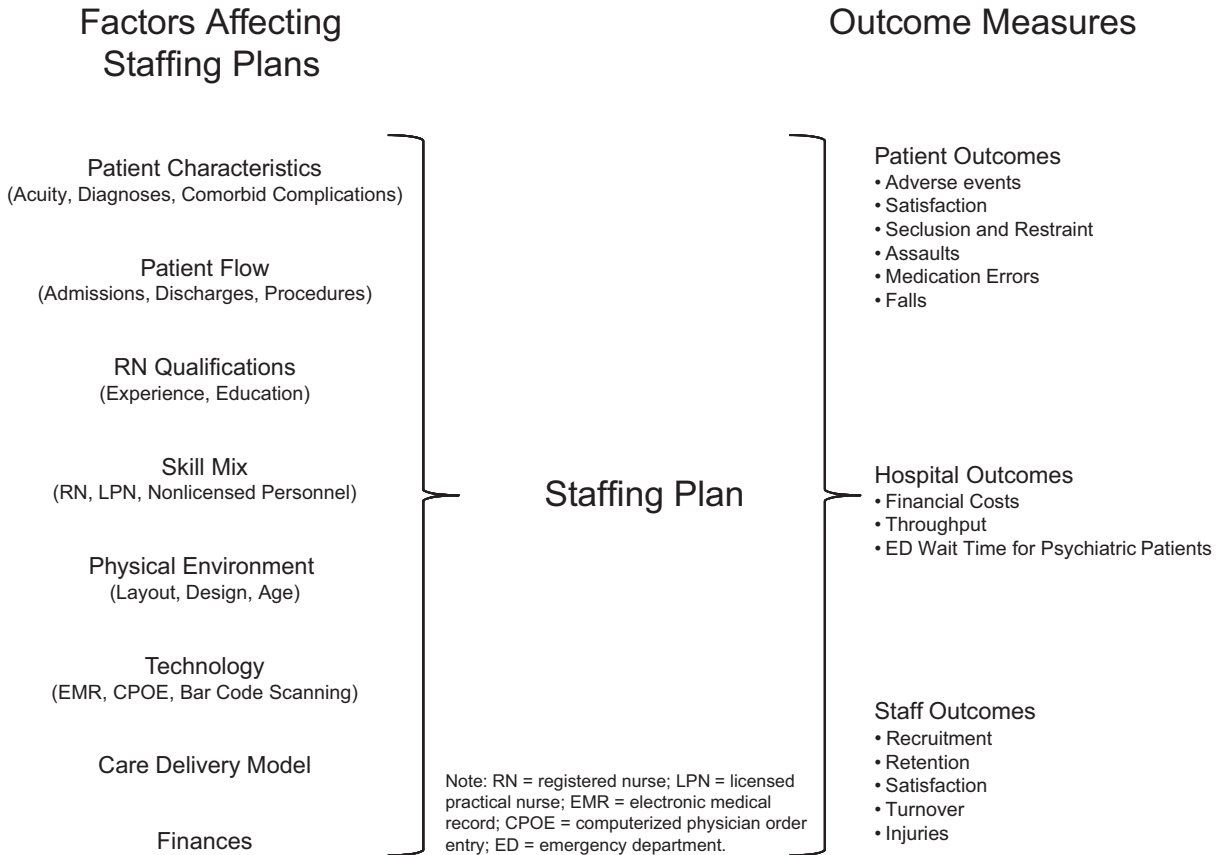 Factors Affecting
Staffing Plans
Patient Characteristics
(Acuity, Diagnoses, Comorbid Complications)
Patient Flow
(Admissions, Discharges, Procedures)
RN Qualifications
(Experience, Education)
Skill Mix
(RN, LPN, Nonlicensed Personnel)
Physical Environment
(Layout, Design, Age)
Technology
(EMR, CPOE, Bar Code Scanning)
Care Delivery Model
Finances
Staffing Plan
Note: RN = registered nurse; LPN = licensed
practical nurse; EMR = electronic medical
record; CPOE = computerized physician order
entry; ED = emergency department.
Outcome Measures
Patient Outcomes
• Adverse events
• Satisfaction
• Seclusion and Restraint
• Assaults
• Medication Errors
• Falls
Hospital Outcomes
• Financial Costs
• Throughput
• ED Wait Time for Psychiatric Patients
Staff Outcomes
• Recruitment
• Retention
• Satisfaction
• Turnover
• Injuries